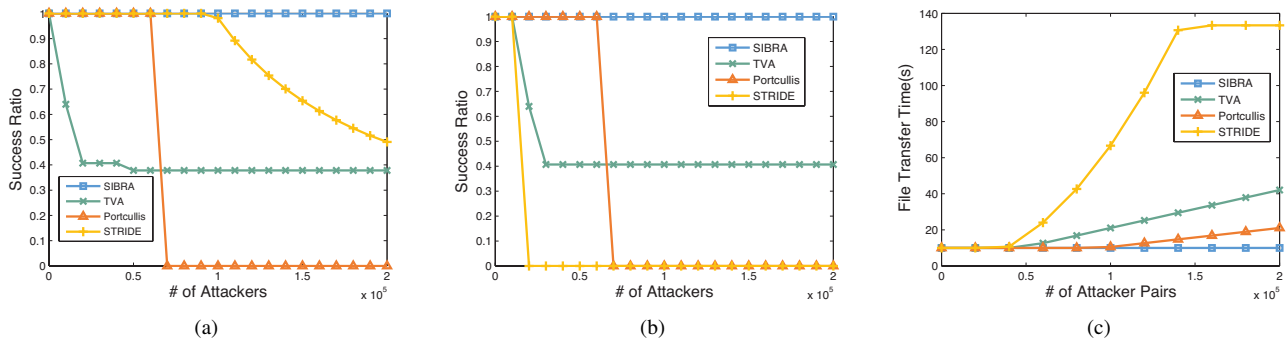 1
0.9
0.8
0.7
0.6
0.5
0.4
0.3
0.2
0.1
0
Success Ratio
SIBRA
TVA
Portcullis
STRIDE
0 0.5 1 1.5 2
# of Attackers
x 10^5
(a)
1
0.9
0.8
0.7
0.6
0.5
0.4
0.3
0.2
0.1
0
Success Ratio
SIBRA
TVA
Portcullis
STRIDE
0 0.5 1 1.5 2
# of Attackers
x 10^5
(b)
140
120
100
80
60
40
20
0
File Transfer Time(s)
SIBRA
TVA
Portcullis
STRIDE
0 0.5 1 1.5 2
# of Attacker Pairs
x 10^5
(c)